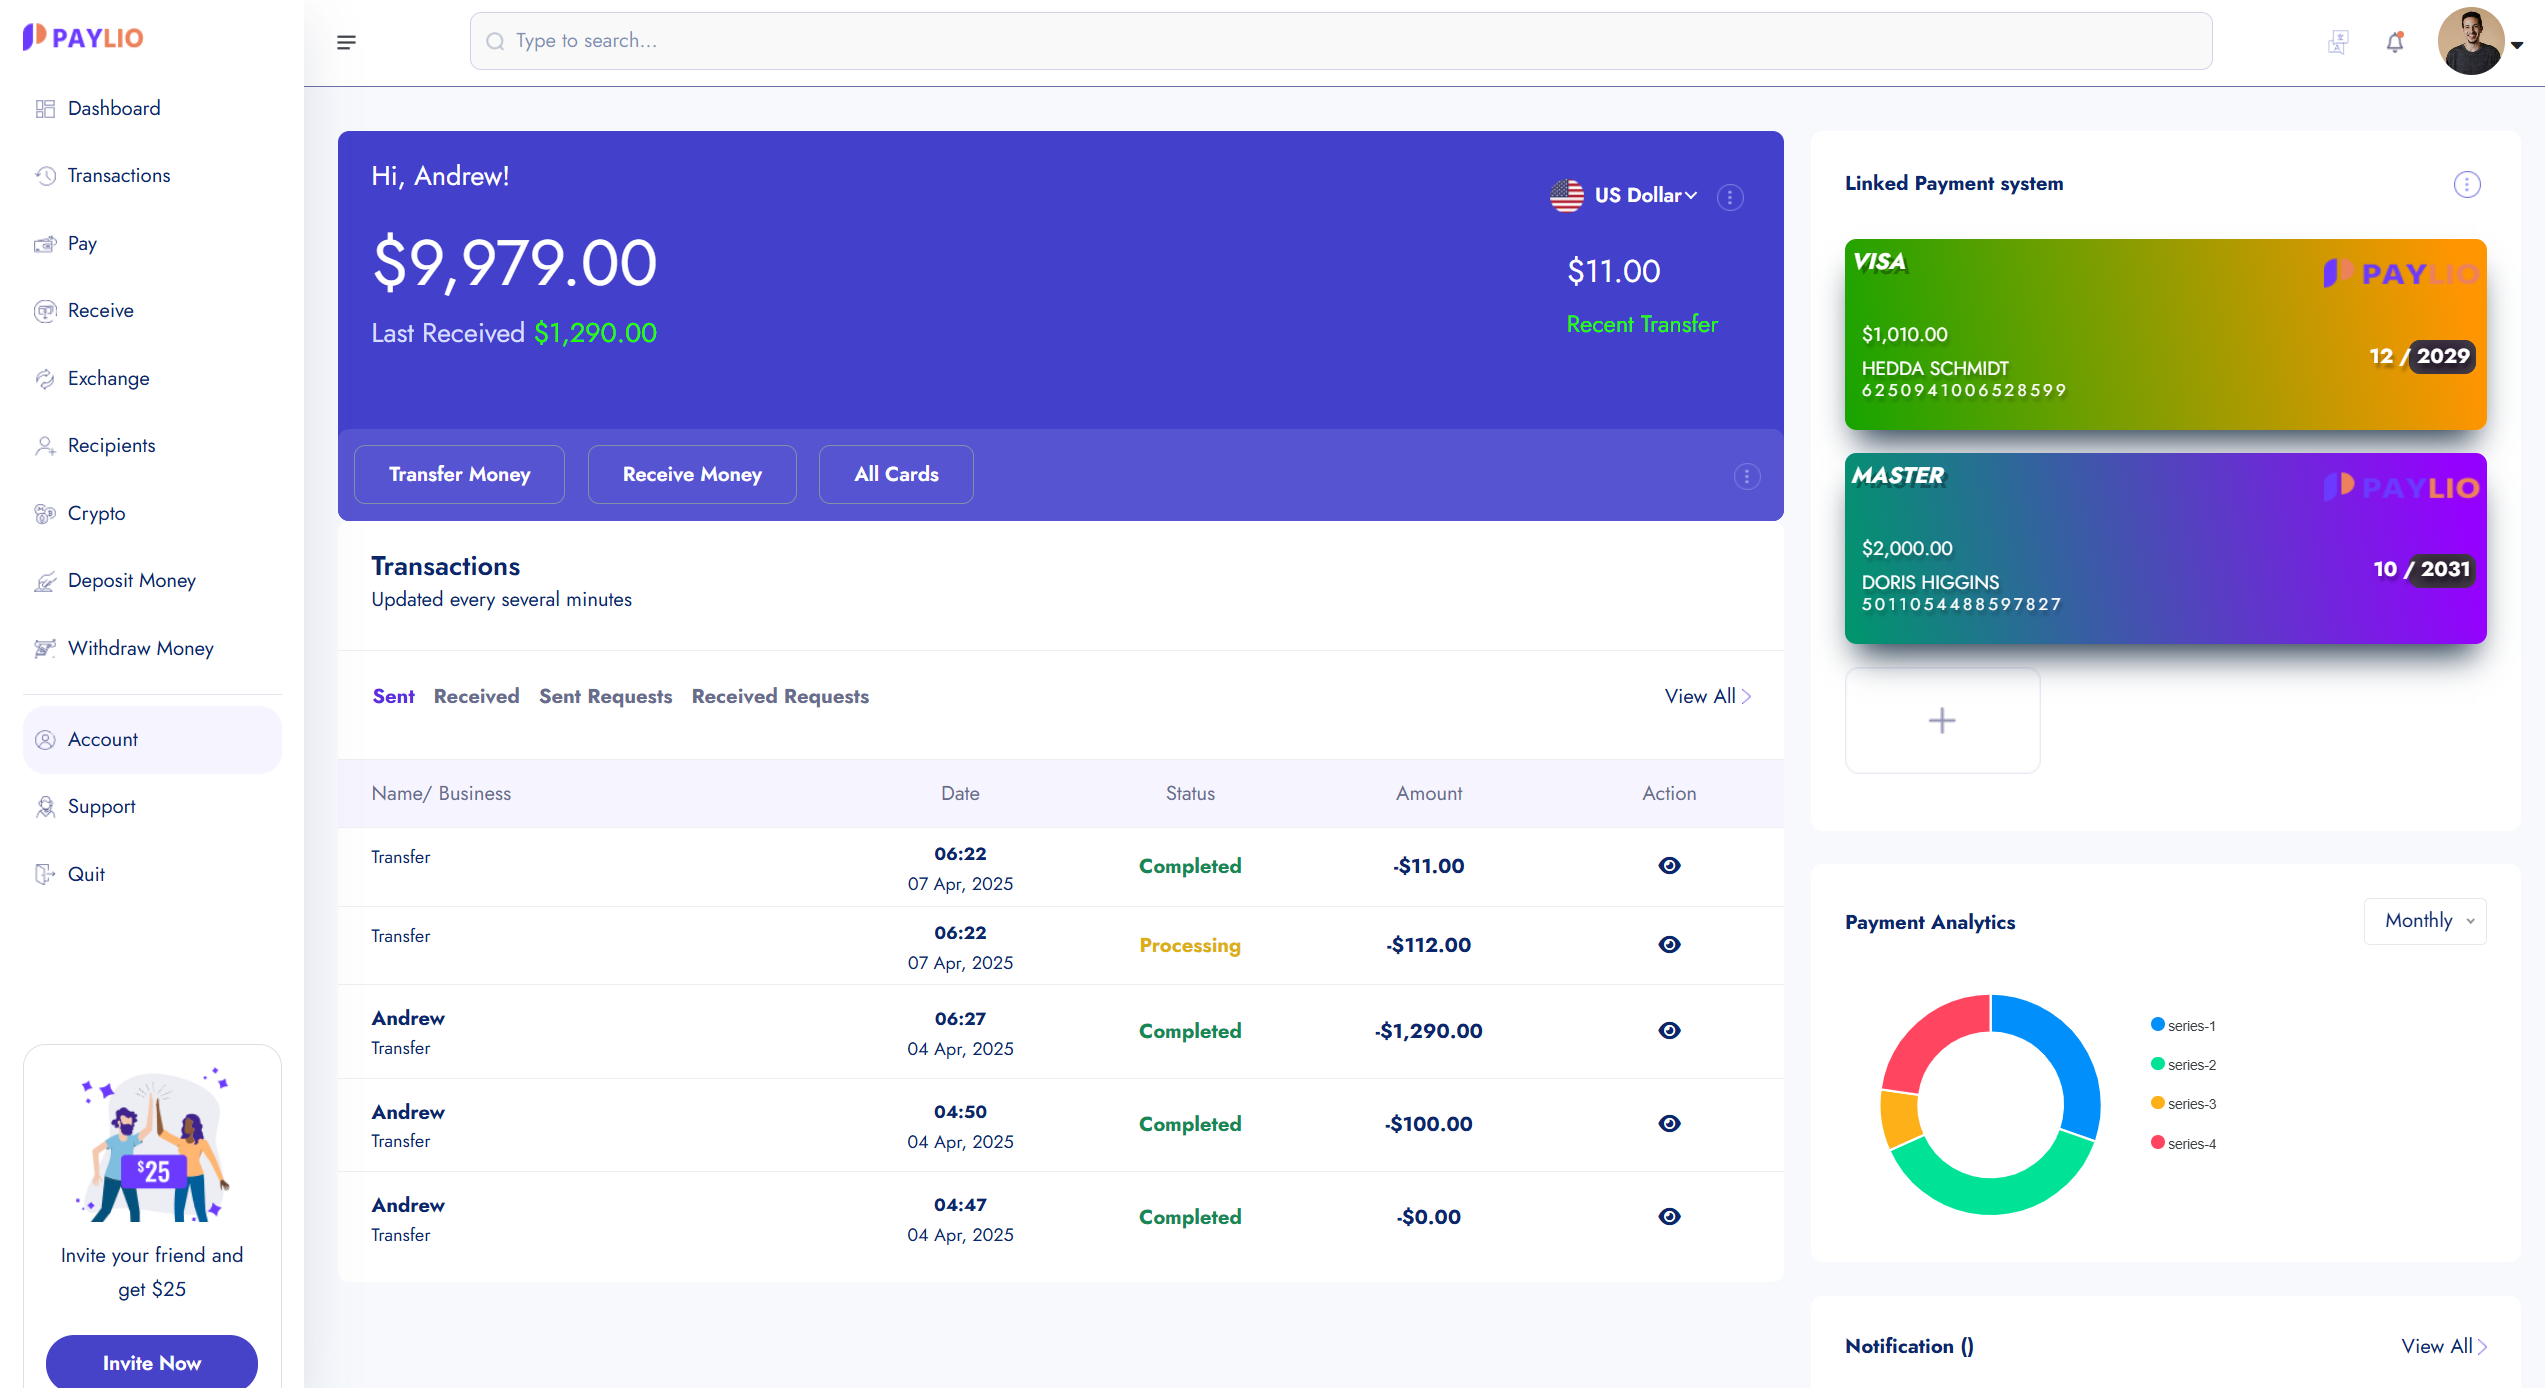 PAYLIO
Type to search...
Dashboard
Transactions
Pay
Receive
Exchange
Recipients
Crypto
Deposit Money
Withdraw Money
Account
Support
Quit
$25
Invite your friend and
get $25
Invite Now
Hi, Andrew!
US Dollar
$9,979.00
$11.00
Last Received $1,290.00
Recent Transfer
Transfer Money
Receive Money
All Cards
Transactions
Updated every several minutes
Sent
Received
Sent Requests
Received Requests
View All
Name/ Business
Date
Status
Amount
Action
Transfer
06:22
07 Apr, 2025
Completed
-$11.00
Transfer
06:22
07 Apr, 2025
Processing
-$112.00
Andrew
Transfer
06:27
04 Apr, 2025
Completed
-$1,290.00
Andrew
Transfer
04:50
04 Apr, 2025
Completed
-$100.00
Andrew
Transfer
04:47
04 Apr, 2025
Completed
-$0.00
Linked Payment system
VISA
PAYLIO
$1,010.00
12 / 2029
HEDDA SCHMIDT
6250941006528599
MASTER
PAYLIO
$2,000.00
10 / 2031
DORIS HIGGINS
5011054488597827
Payment Analytics
Monthly
series-1
series-2
series-3
series-4
Notification ()
View All